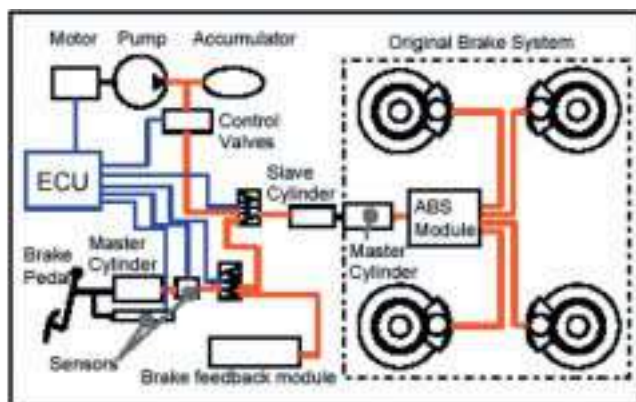 Motor Pump Accumulator
Original Brake System
Control
Valves
ECU
Slave
Cylinder
ABS
Module
Brake
Pedal
Master
Cylinder
Master
Cylinder
Sensors
Brake feedback module